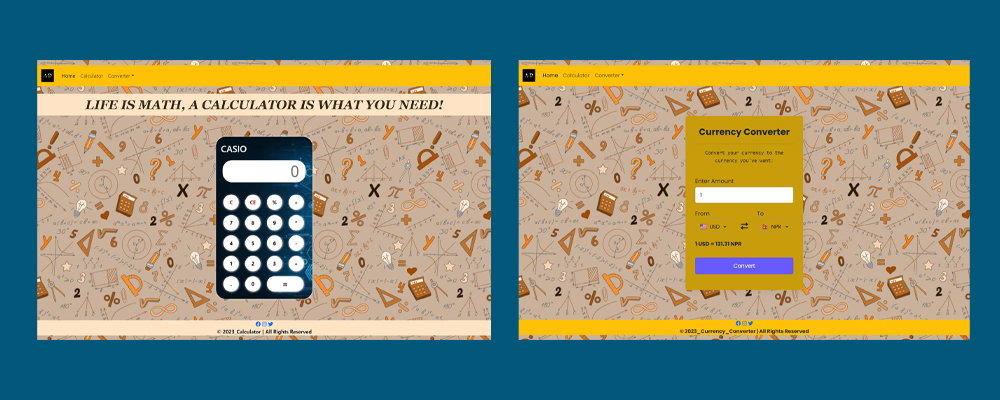 Home Calculator Converter
LIFE IS MATH, A CALCULATOR IS WHAT YOU NEED!
CASIO
0
C CE %
7 8 9
4 5 6
1 2 3
. 0 =
© 2023_Calculator | All Rights Reserved
Home Calculator Converter
Currency Converter
Convert your currency to the
currency you've want:
Enter Amount
1
From To
USD NPR
1 USD = 131.31 NPR
Convert
© 2023_Currency_Converter | All Rights Reserved